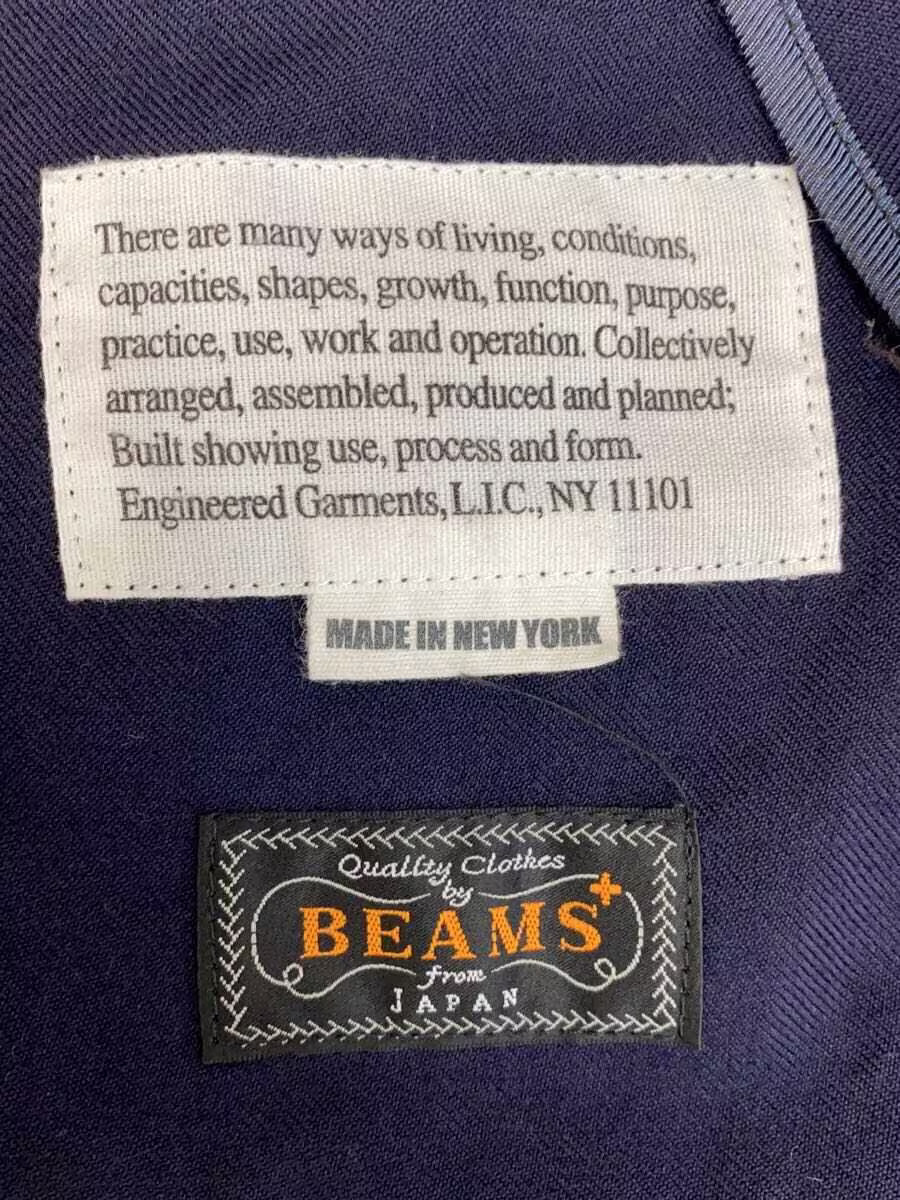 There are many ways of living, conditions,
capacities, shapes, growth, function, purpose,
practice, use, work and operation. Collectively
arranged, assembled, produced and planned;
Built showing use, process and form.
Engineered Garments, L.I.C., NY 11101
MADE IN NEW YORK
Quality Clothes
by
BEAMS+
from
JAPAN